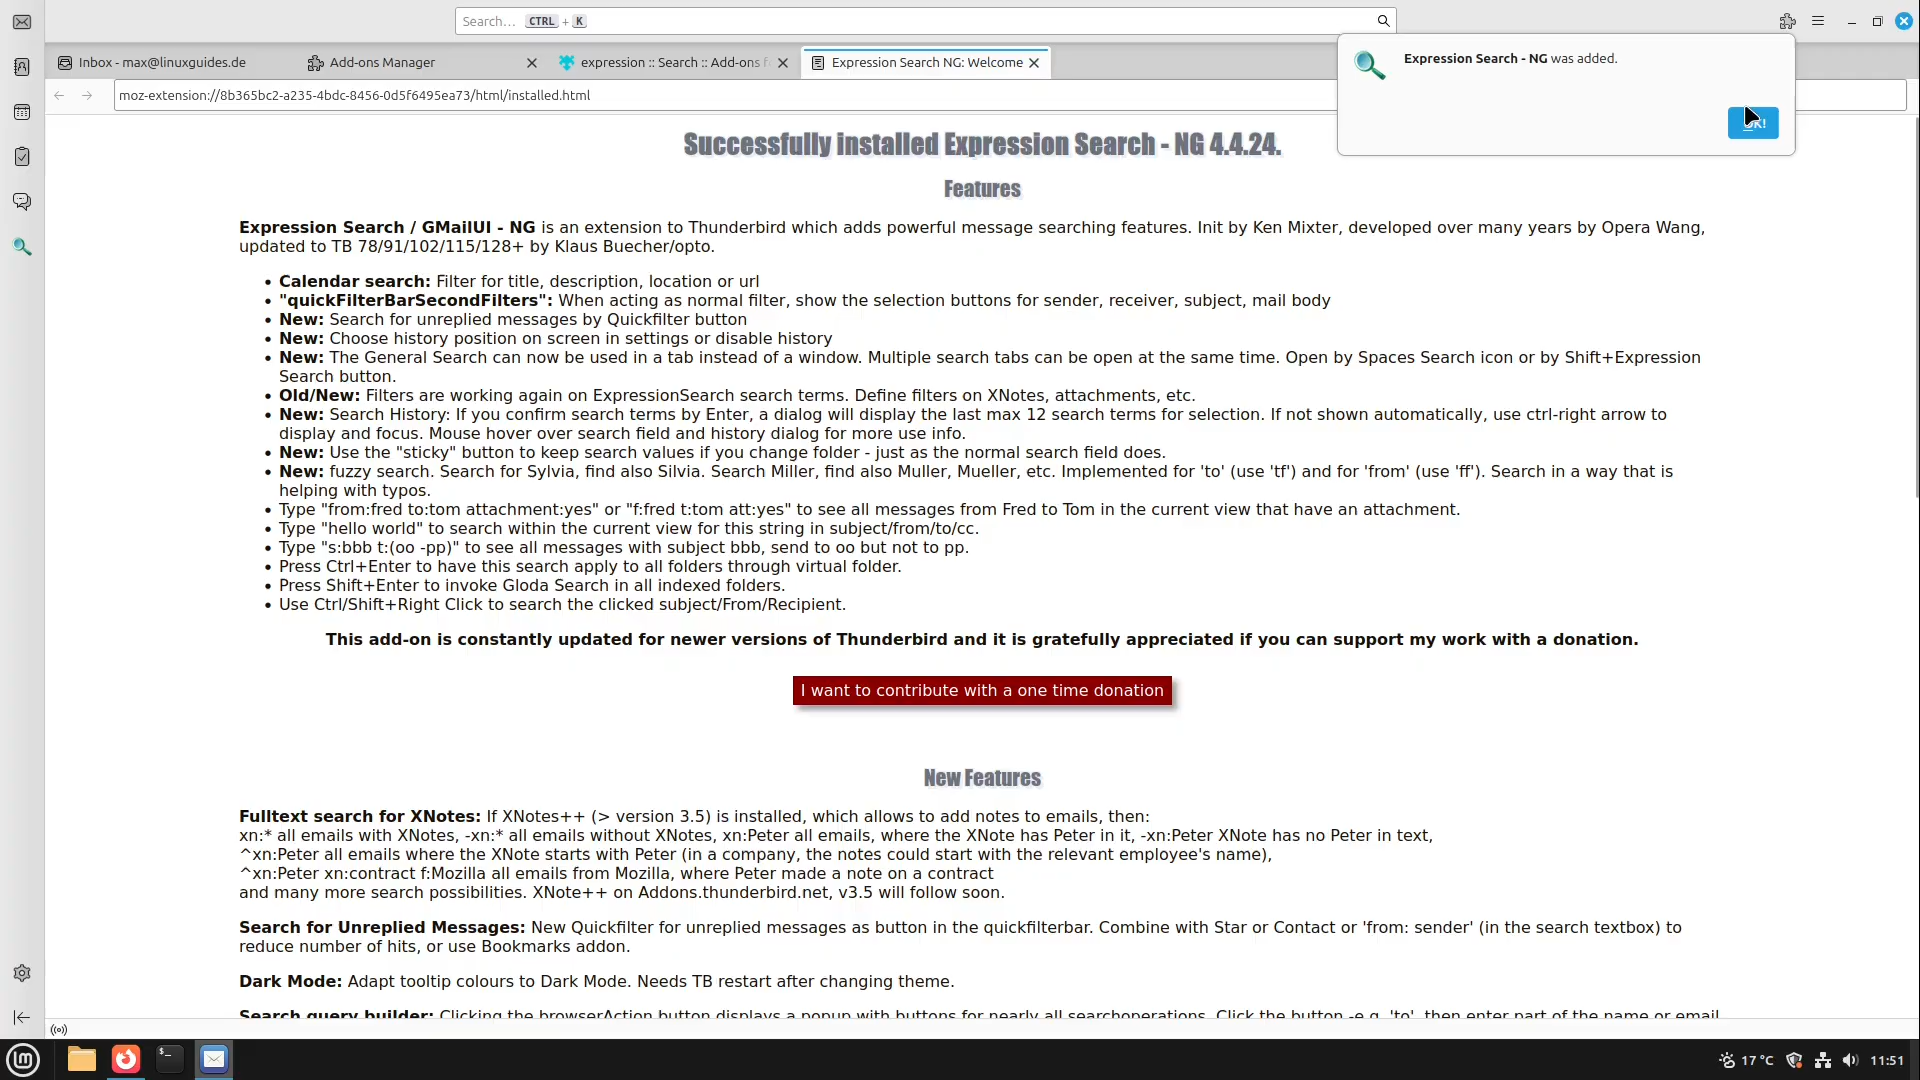 Search… CTRL + K
Inbox - max@linuxguides.de
Add-ons Manager
expression :: Search :: Add-ons f
Expression Search NG: Welcome
moz-extension://8b365bc2-a235-4bdc-8456-0d5f6495ea73/html/installed.html
Expression Search - NG was added.
Successfully installed Expression Search - NG 4.4.24.
Features
Expression Search / GMailUI - NG is an extension to Thunderbird which adds powerful message searching features. Init by Ken Mixter, developed over many years by Opera Wang,
updated to TB 78/91/102/115/128+ by Klaus Buecher/opto.
• Calendar search: Filter for title, description, location or url
• "quickFilterBarSecondFilters": When acting as normal filter, show the selection buttons for sender, receiver, subject, mail body
• New: Search for unreplied messages by Quickfilter button
• New: Choose history position on screen in settings or disable history
• New: The General Search can now be used in a tab instead of a window. Multiple search tabs can be open at the same time. Open by Spaces Search icon or by Shift+Expression
Search button.
• Old/New: Filters are working again on ExpressionSearch search terms. Define filters on XNotes, attachments, etc.
• New: Search History: If you confirm search terms by Enter, a dialog will display the last max 12 search terms for selection. If not shown automatically, use ctrl-right arrow to
display and focus. Mouse hover over search field and history dialog for more use info.
• New: Use the "sticky" button to keep search values if you change folder - just as the normal search field does.
• New: fuzzy search. Search for Sylvia, find also Silvia. Search Miller, find also Muller, Mueller, etc. Implemented for 'to' (use 'tf') and for 'from' (use 'ff'). Search in a way that is
helping with typos.
• Type "from:fred to:tom attachment:yes" or "f:fred t:tom att:yes" to see all messages from Fred to Tom in the current view that have an attachment.
• Type "hello world" to search within the current view for this string in subject/from/to/cc.
• Type "s:bbb t:(oo -pp)" to see all messages with subject bbb, send to oo but not to pp.
• Press Ctrl+Enter to have this search apply to all folders through virtual folder.
• Press Shift+Enter to invoke Gloda Search in all indexed folders.
• Use Ctrl/Shift+Right Click to search the clicked subject/From/Recipient.
This add-on is constantly updated for newer versions of Thunderbird and it is gratefully appreciated if you can support my work with a donation.
I want to contribute with a one time donation
New Features
Fulltext search for XNotes: If XNotes++ (> version 3.5) is installed, which allows to add notes to emails, then:
xn:* all emails with XNotes, -xn:* all emails without XNotes, xn:Peter all emails, where the XNote has Peter in it, -xn:Peter XNote has no Peter in text,
^xn:Peter all emails where the XNote starts with Peter (in a company, the notes could start with the relevant employee's name),
^xn:Peter xn:contract f:Mozilla all emails from Mozilla, where Peter made a note on a contract
and many more search possibilities. XNote++ on Addons.thunderbird.net, v3.5 will follow soon.
Search for Unreplied Messages: New Quickfilter for unreplied messages as button in the quickfilterbar. Combine with Star or Contact or 'from: sender' (in the search textbox) to
reduce number of hits, or use Bookmarks addon.
Dark Mode: Adapt tooltip colours to Dark Mode. Needs TB restart after changing theme.
Search query builder: Clicking the browserAction button displays a popup with buttons for nearly all searchoperations. Click the button -e.g. 'to', then enter part of the name or email
17 °C
11:51